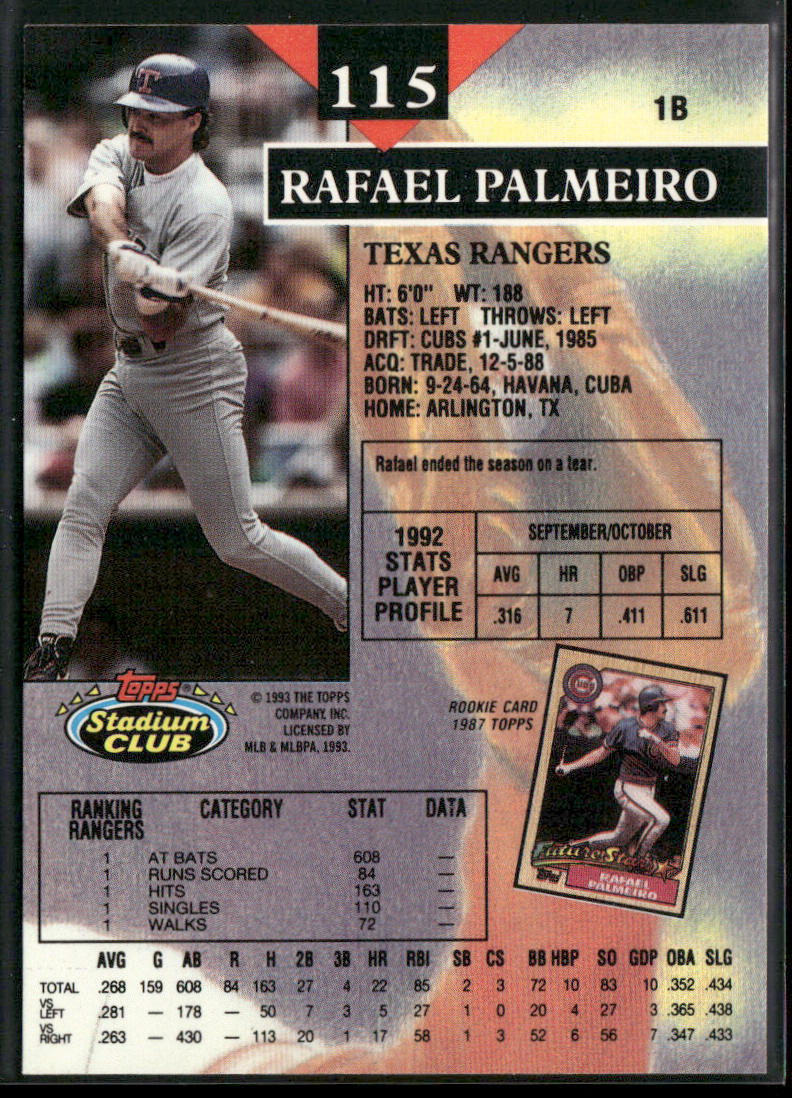 115
1B
RAFAEL PALMEIRO
TEXAS RANGERS
HT: 6'0" WT: 188
BATS: LEFT THROWS: LEFT
DRFT: CUBS #1-JUNE, 1985
ACQ: TRADE, 12-5-88
BORN: 9-24-64, HAVANA, CUBA
HOME: ARLINGTON, TX
Rafael ended the season on a tear.
1992
STATS
PLAYER
PROFILE
SEPTEMBER/OCTOBER
AVG HR OBP SLG
.316 7 .411 .611
T
Topps
Stadium
CLUB
© 1993 THE TOPPS
COMPANY, INC.
LICENSED BY
MLB & MLBPA, 1993.
ROOKIE CARD
1987 TOPPS
CUBS
Future Stars
Topps
RAFAEL
PALMEIRO
RANKING CATEGORY STAT DATA
RANGERS
1 AT BATS 608 —
1 RUNS SCORED 84 —
1 HITS 163 —
1 SINGLES 110 —
1 WALKS 72 —
AVG G AB R H 2B 3B HR RBI SB CS BB HBP SO GDP OBA SLG
TOTAL .268 159 608 84 163 27 4 22 85 2 3 72 10 83 10 .352 .434
VS
LEFT .281 — 178 — 50 7 3 5 27 1 0 20 4 27 3 .365 .438
VS
RIGHT .263 — 430 — 113 20 1 17 58 1 3 52 6 56 7 .347 .433